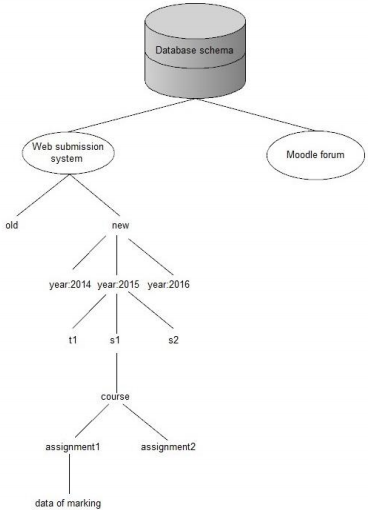 Database schema
Web submission
system
Moodle forum
old
new
year:2014
year:2015
year:2016
t1
s1
s2
course
assignment1
assignment2
data of marking